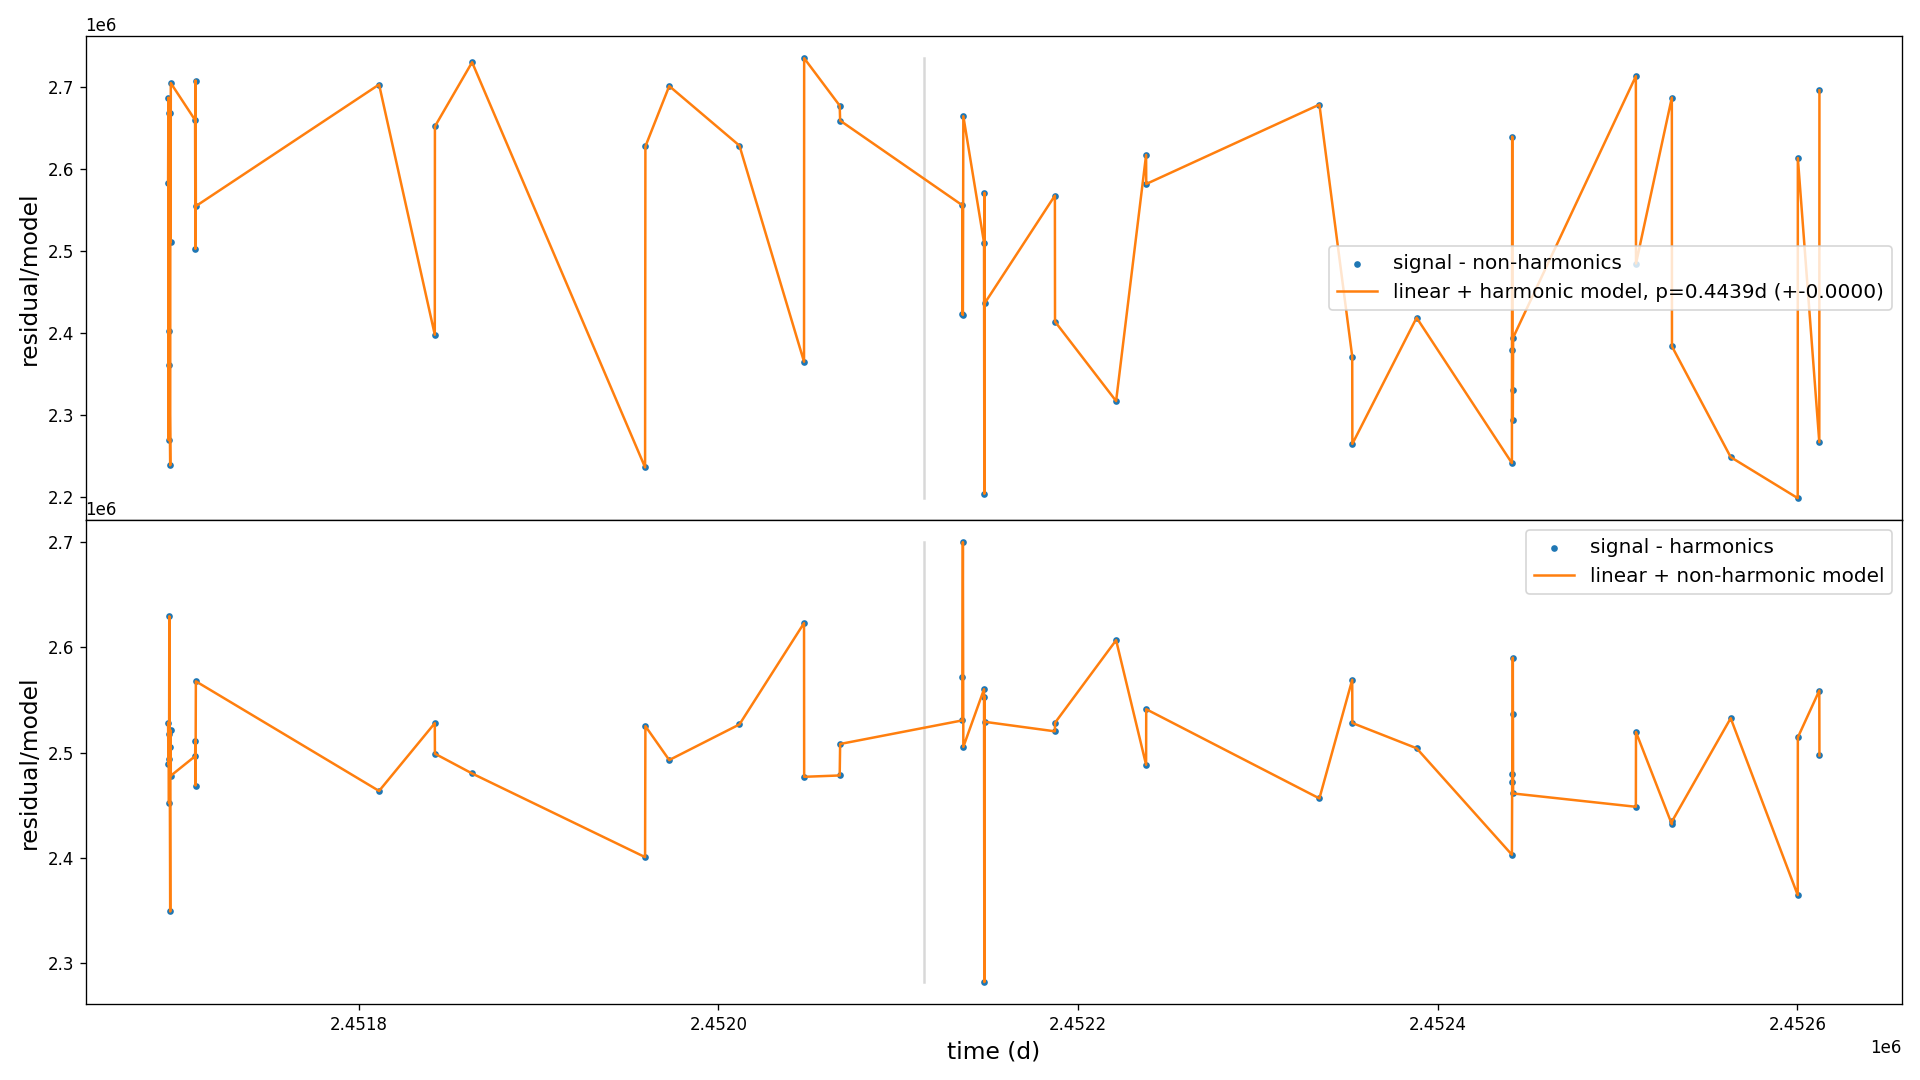 1e6
residual/model
2.7
2.6
2.5
2.4
2.3
2.2
signal - non-harmonics
linear + harmonic model, p=0.4439d (+-0.0000)
1e6
residual/model
2.7
2.6
2.5
2.4
2.3
signal - harmonics
linear + non-harmonic model
2.4518
2.4520
2.4522
2.4524
2.4526
time (d)
1e6